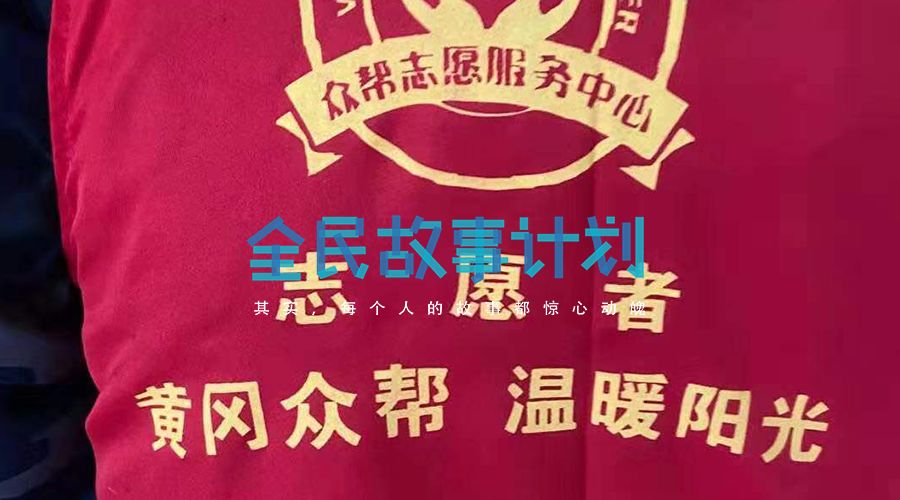 众帮志愿服务中心
全民故事计划
志愿者
其实，每个人的故事都惊心动魄
黄冈众帮 温暖阳光